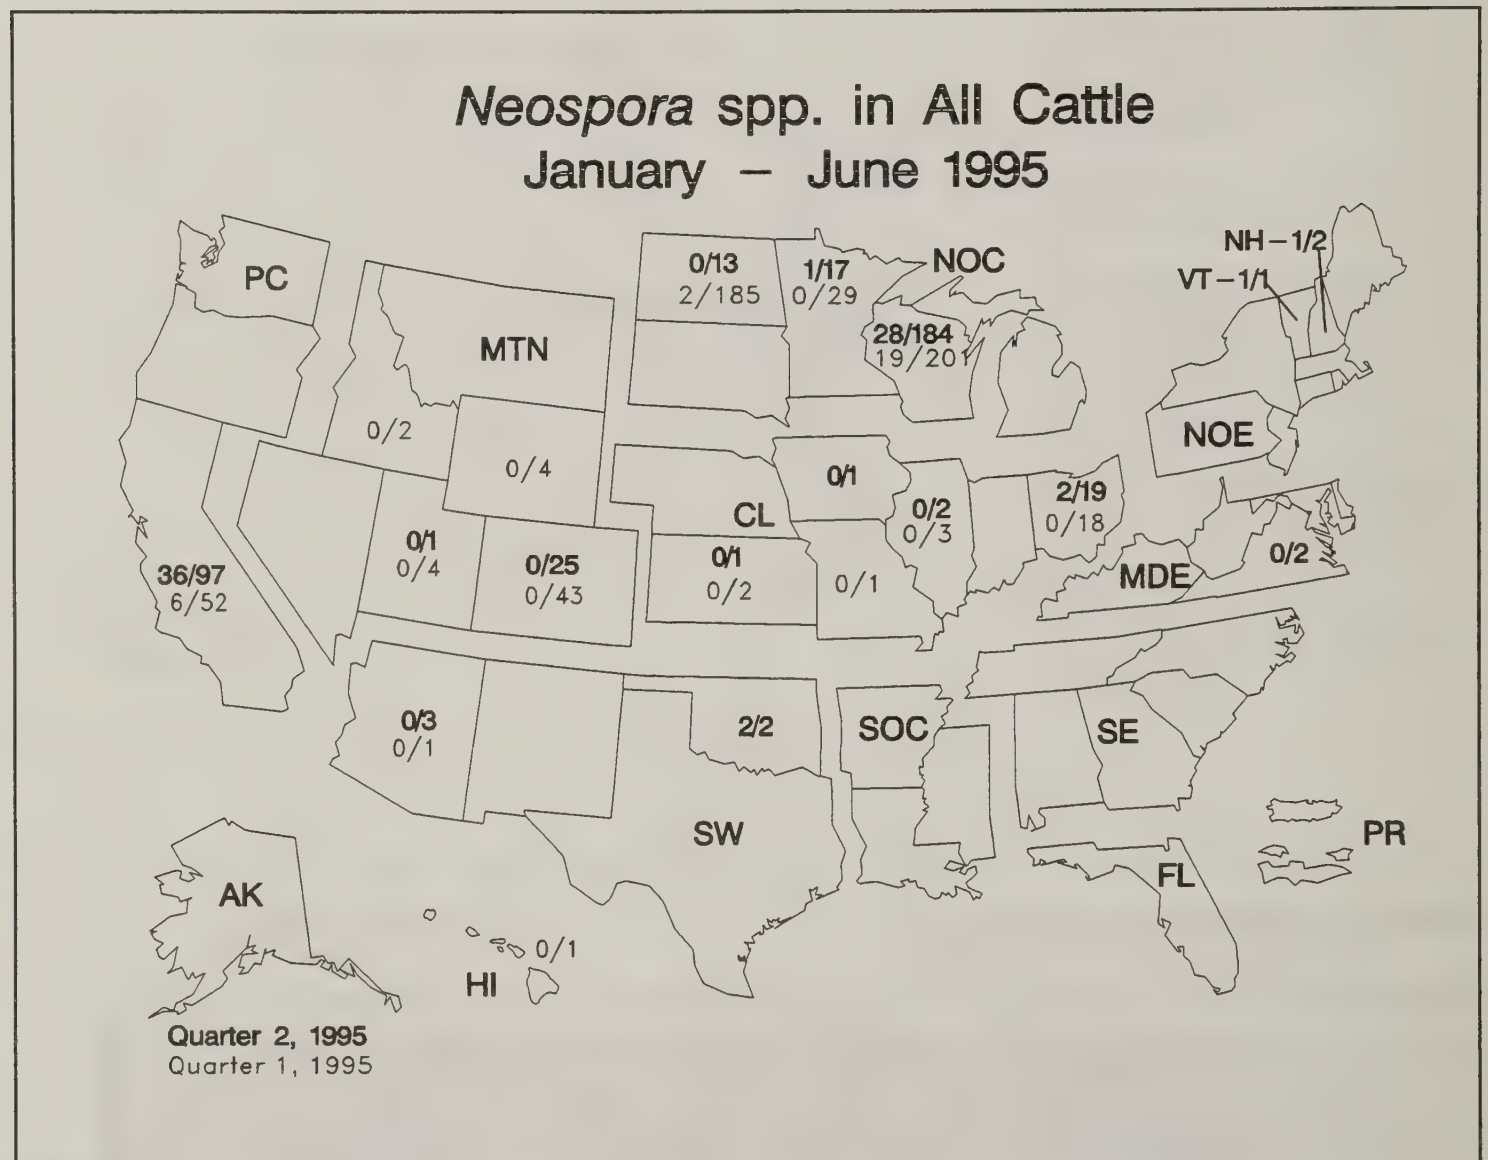 Neospora spp. in All Cattle
January – June 1995
PC
MTN
0/13
2/185
1/17
0/29
NOC
28/184
19/201
NH – 1/2
VT – 1/1
NOE
0/2
0/4
0/1
CL
0/2
0/3
2/19
0/18
MDE
0/2
36/97
6/52
0/1
0/4
0/25
0/43
0/1
0/2
0/1
0/3
0/1
2/2
SOC
SE
SW
PR
FL
AK
HI
0/1
Quarter 2, 1995
Quarter 1, 1995